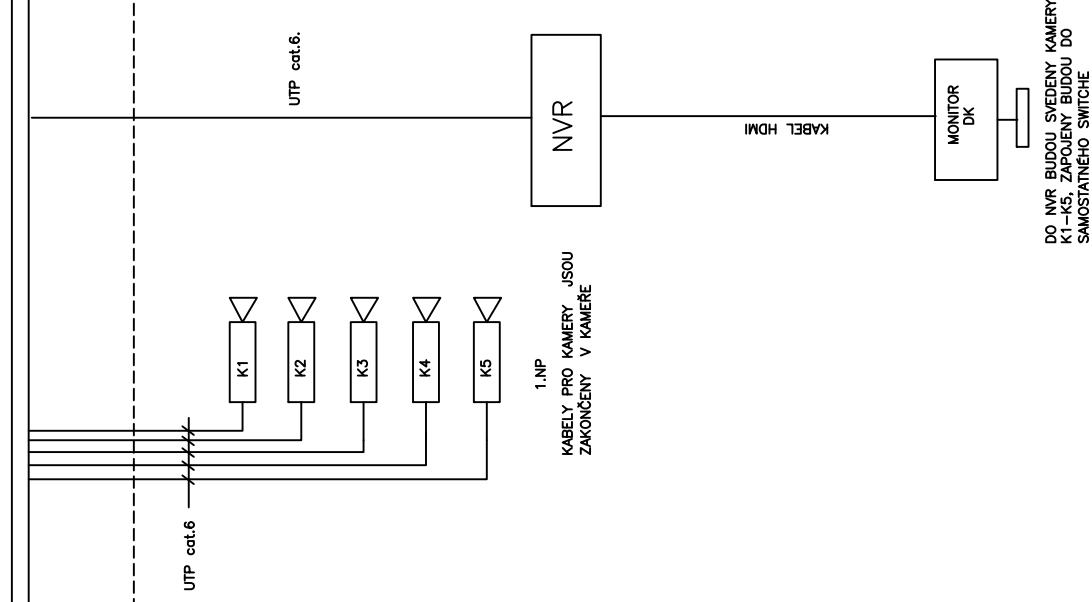 UTP cat.6.
NVR
KABEL HDMI
MONITOR
DK
DO NVR BUDOU SVEDENY KAMERY
K1-K5, ZAPOJENY BUDOU DO
SAMOSTATNÉHO SWITCHE
K1
K2
K3
K4
K5
1.NP
KABELY PRO KAMERY JSOU
ZAKONČENY V KAMEŘE
UTP cat.6